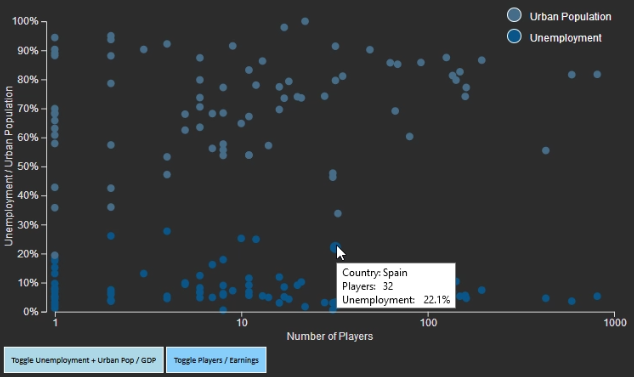 Urban Population
Unemployment
Unemployment / Urban Population
100%
90%
80%
70%
60%
50%
40%
30%
20%
10%
0%
1
10
100
1000
Number of Players
Country: Spain
Players: 32
Unemployment: 22.1%
Toggle Unemployment + Urban Pop / GDP
Toggle Players / Earnings